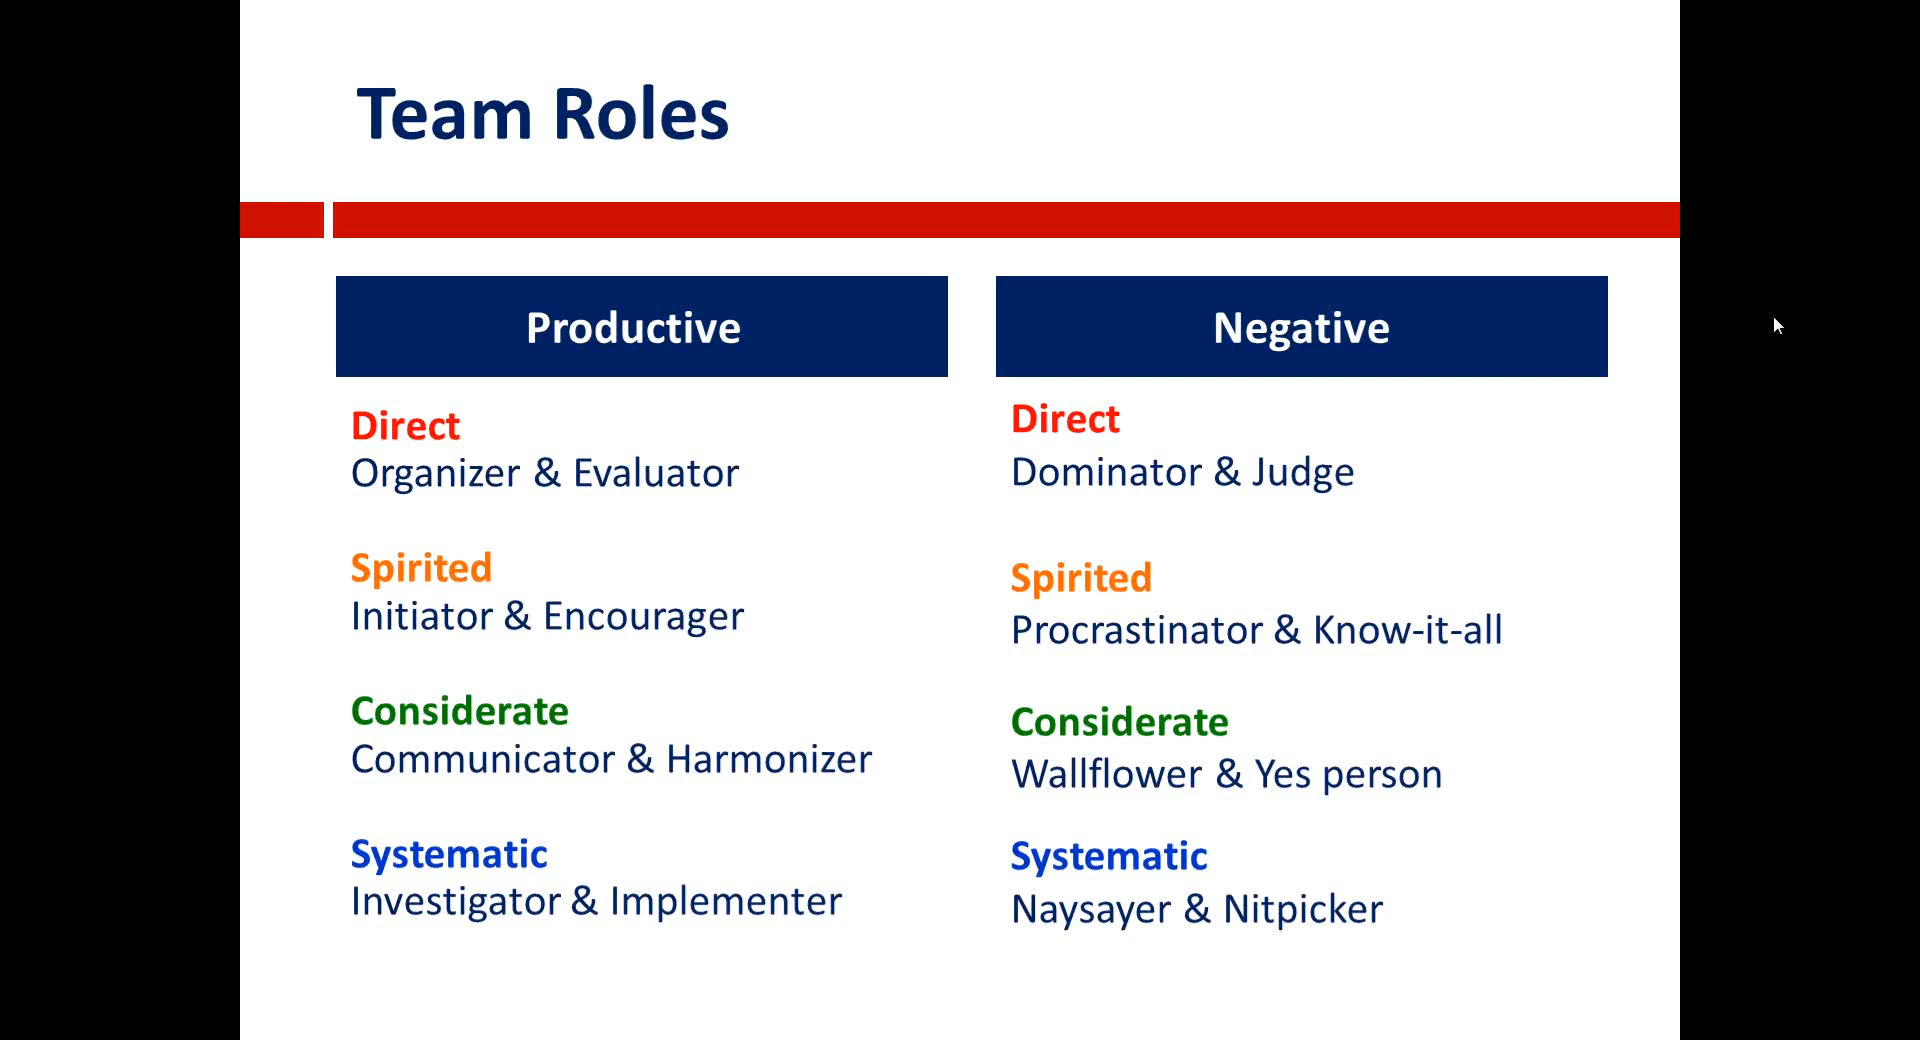 Team Roles
Productive
Direct
Organizer & Evaluator
Spirited
Initiator & Encourager
Considerate
Communicator & Harmonizer
Systematic
Investigator & Implementer
Negative
Direct
Dominator & Judge
Spirited
Procrastinator & Know-it-all
Considerate
Wallflower & Yes person
Systematic
Naysayer & Nitpicker